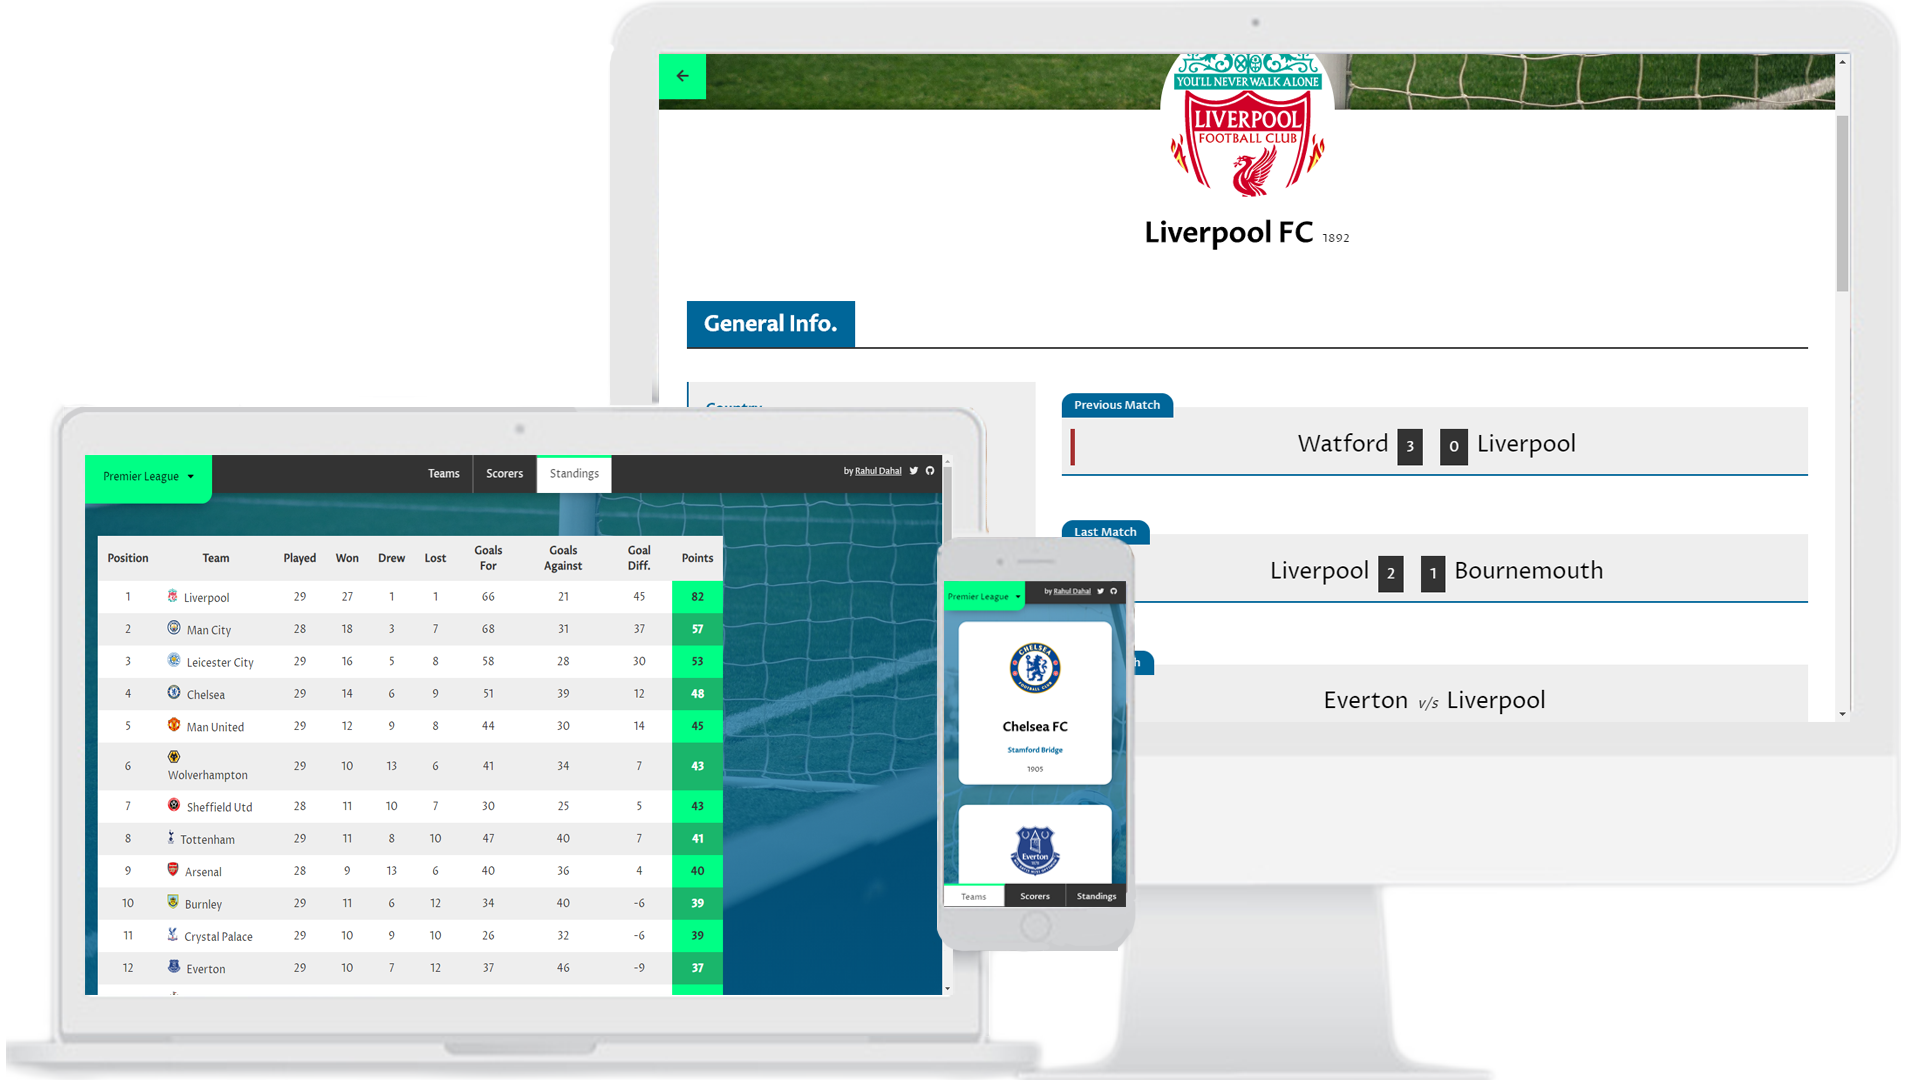 YOU'LL NEVER WALK ALONE
LIVERPOOL
FOOTBALL CLUB
Liverpool FC 1892
General Info.
Country
Previous Match
Watford 3 0 Liverpool
Last Match
Liverpool 2 1 Bournemouth
Everton v/s Liverpool
Premier League
Teams Scorers Standings
by Rahul Dahal
Position Team Played Won Drew Lost Goals For Goals Against Goal Diff. Points
1 Liverpool 29 27 1 1 66 21 45 82
2 Man City 28 18 3 7 68 31 37 57
3 Leicester City 29 16 5 8 58 28 30 53
4 Chelsea 29 14 6 9 51 39 12 48
5 Man United 29 12 9 8 44 30 14 45
6 Wolverhampton 29 10 13 6 41 34 7 43
7 Sheffield Utd 28 11 10 7 30 25 5 43
8 Tottenham 29 11 8 10 47 40 7 41
9 Arsenal 28 9 13 6 40 36 4 40
10 Burnley 29 11 6 12 34 40 -6 39
11 Crystal Palace 29 10 9 10 26 32 -6 39
12 Everton 29 10 7 12 37 46 -9 37
Premier League
by Rahul Dahal
CHELSEA
FOOTBALL CLUB
Chelsea FC
Stamford Bridge
1905
Everton
Teams Scorers Standings